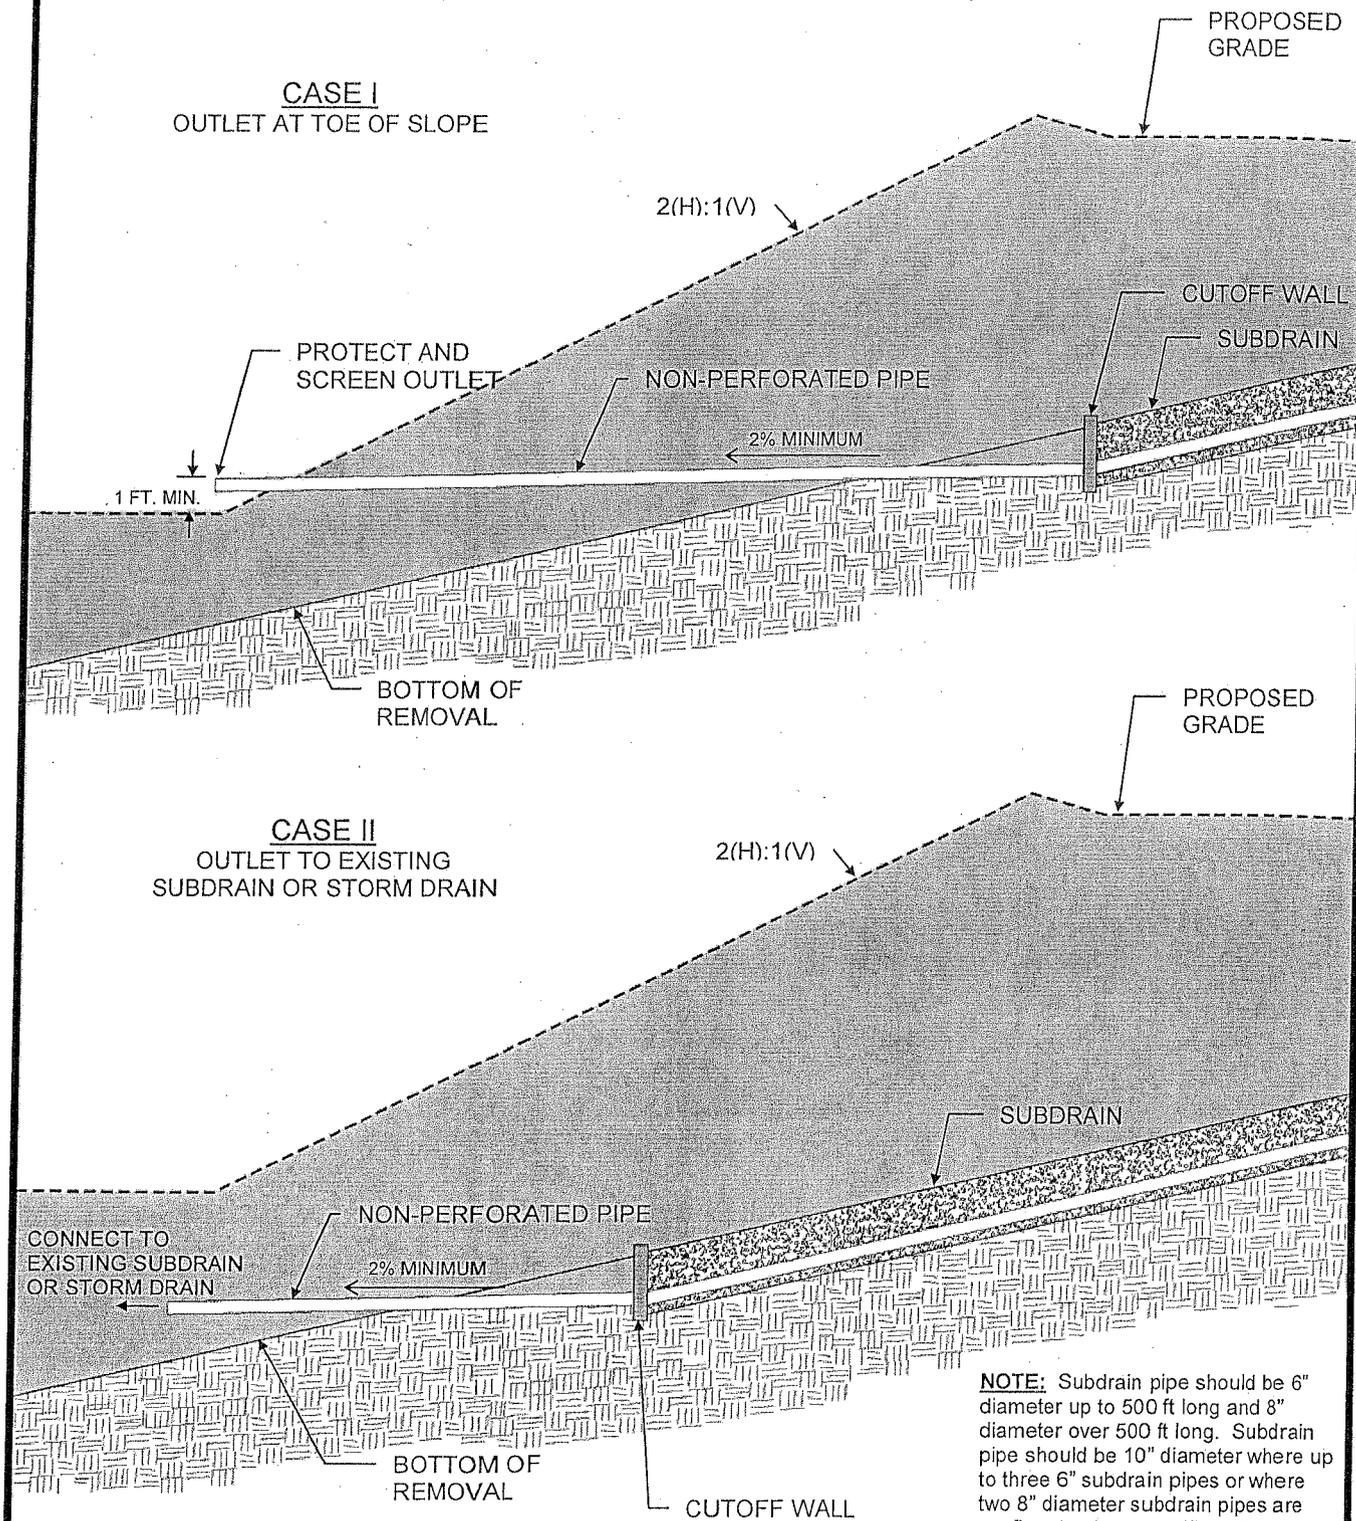 PROPOSED
GRADE
CASE I
OUTLET AT TOE OF SLOPE
2(H):1(V)
CUTOFF WALL
SUBDRAIN
PROTECT AND
SCREEN OUTLET
NON-PERFORATED PIPE
2% MINIMUM
1 FT. MIN.
BOTTOM OF
REMOVAL
PROPOSED
GRADE
CASE II
OUTLET TO EXISTING
SUBDRAIN OR STORM DRAIN
2(H):1(V)
SUBDRAIN
NON-PERFORATED PIPE
CONNECT TO
EXISTING SUBDRAIN
OR STORM DRAIN
2% MINIMUM
BOTTOM OF
REMOVAL
CUTOFF WALL
NOTE: Subdrain pipe should be 6"
diameter up to 500 ft long and 8"
diameter over 500 ft long. Subdrain
pipe should be 10" diameter where up
to three 6" subdrain pipes or where
two 8" diameter subdrain pipes are